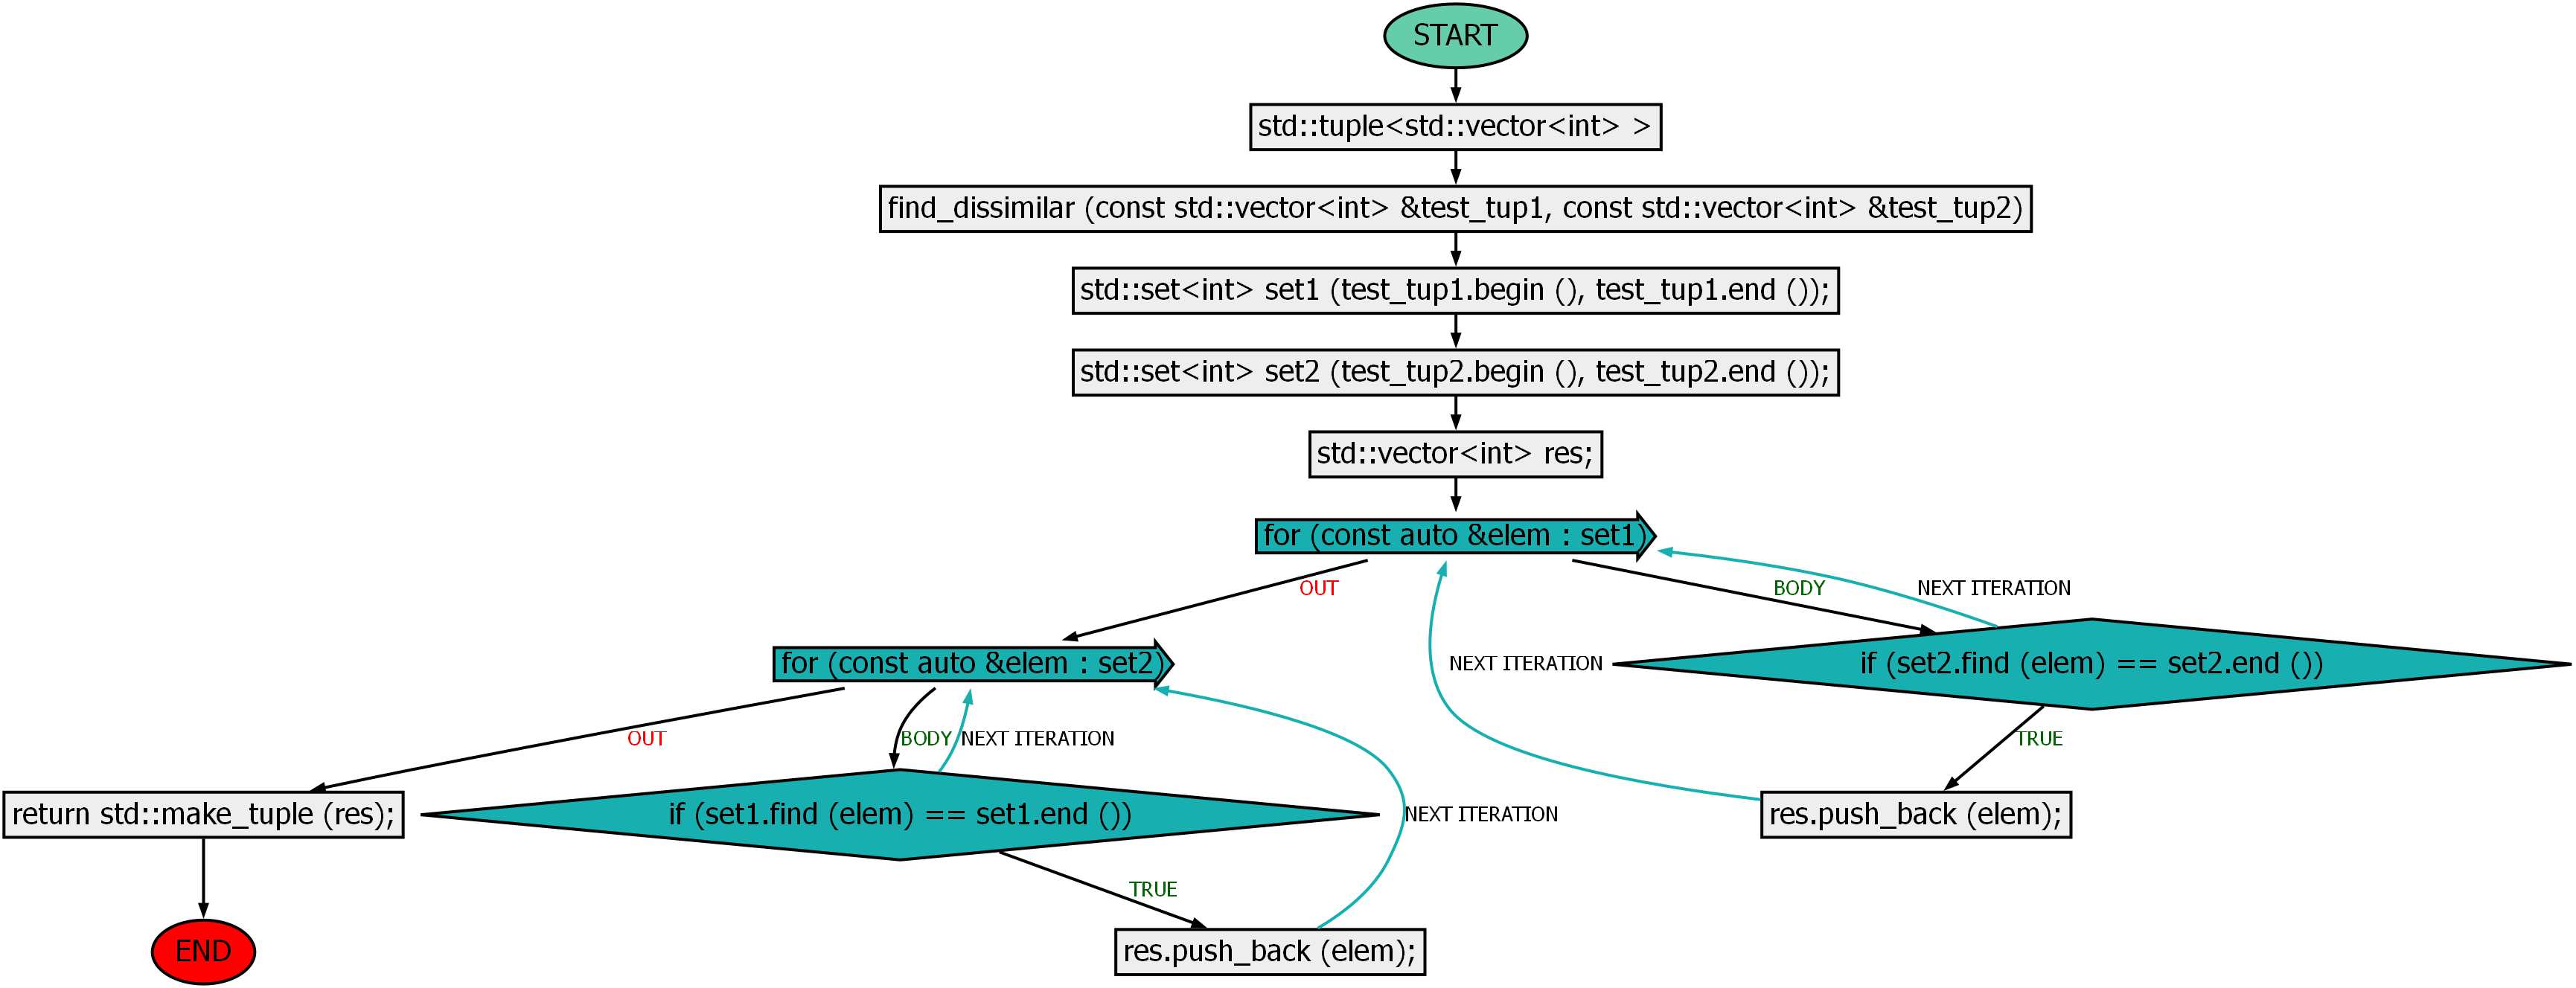 START
std::tuple<std::vector<int> >
find_dissimilar (const std::vector<int> &test_tup1, const std::vector<int> &test_tup2)
std::set<int> set1 (test_tup1.begin (), test_tup1.end ());
std::set<int> set2 (test_tup2.begin (), test_tup2.end ());
std::vector<int> res;
for (const auto &elem : set1)
OUT
BODY
NEXT ITERATION
for (const auto &elem : set2)
NEXT ITERATION
if (set2.find (elem) == set2.end ())
OUT
BODY
NEXT ITERATION
TRUE
return std::make_tuple (res);
if (set1.find (elem) == set1.end ())
NEXT ITERATION
res.push_back (elem);
TRUE
END
res.push_back (elem);